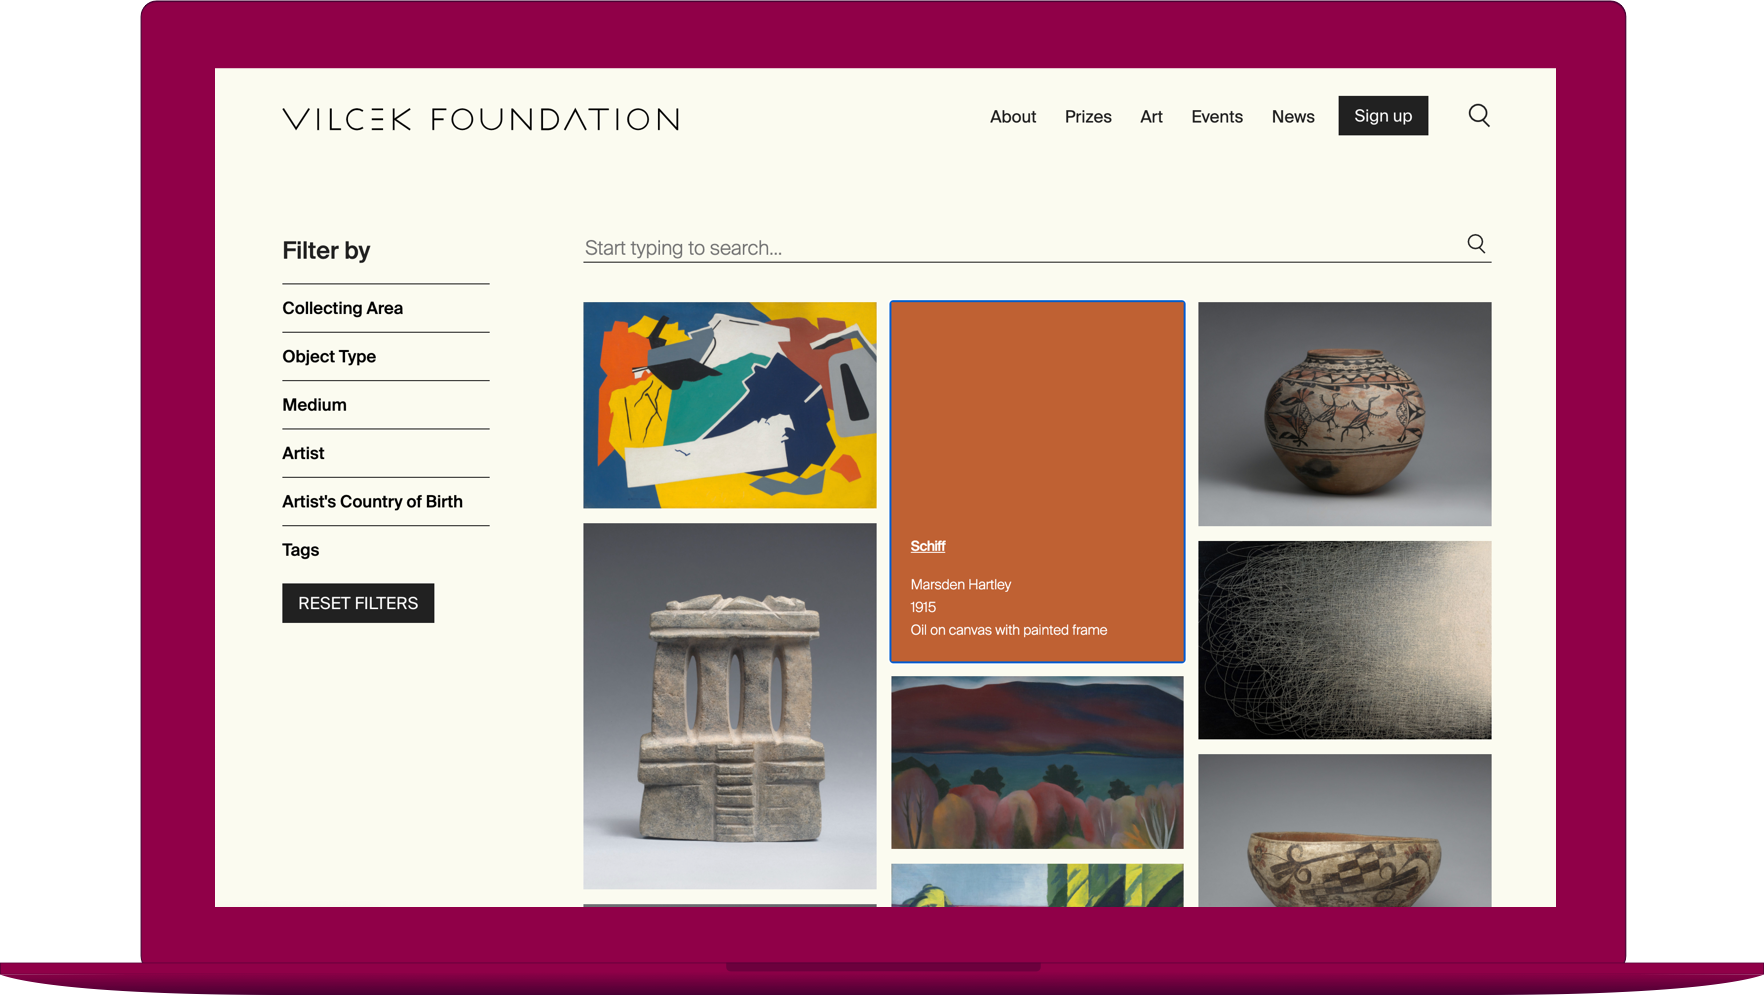 VILCEK FOUNDATION
About
Prizes
Art
Events
News
Sign up
Filter by
Collecting Area
Object Type
Medium
Artist
Artist's Country of Birth
Tags
RESET FILTERS
Start typing to search...
Schiff
Marsden Hartley
1915
Oil on canvas with painted frame